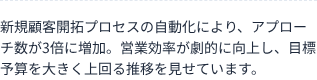 新規顧客開拓プロセスの自動化により、アプロー
チ数が3倍に増加。営業効率が劇的に向上し、目標
予算を大きく上回る推移を見せています。